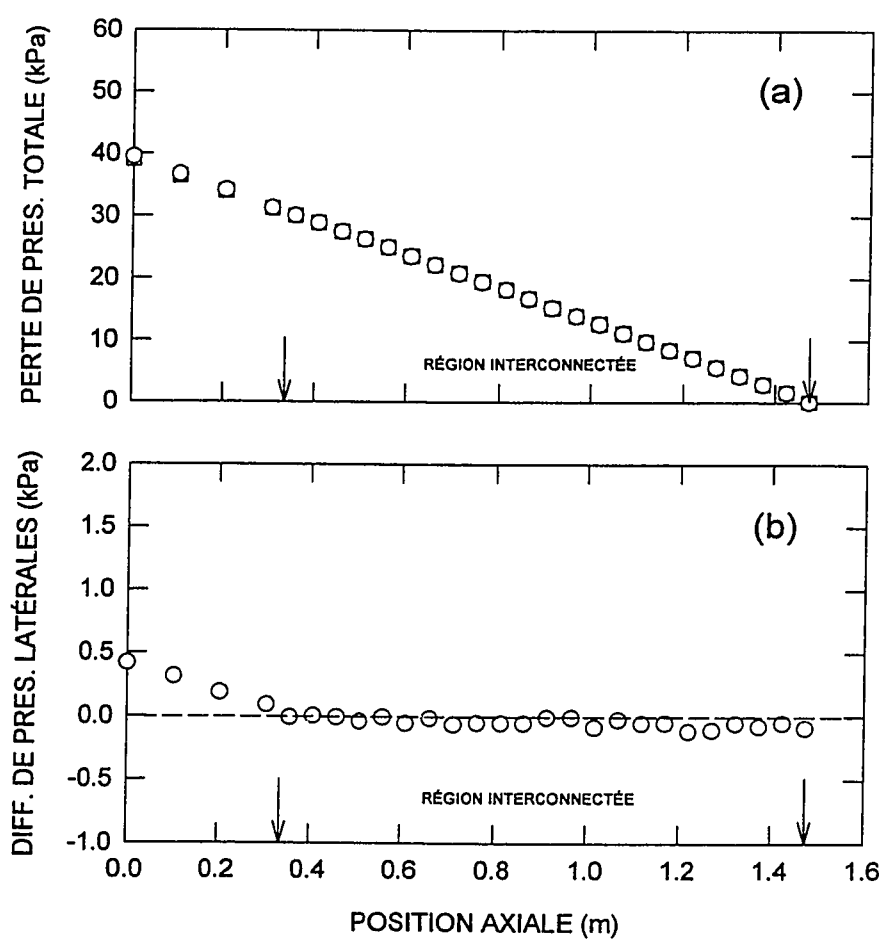 60
50
40
30
20
10
0
PERTE DE PRES. TOTALE (kPa)
(a)
RÉGION INTERCONNECTÉE
2.0
1.5
1.0
0.5
0.0
-0.5
-1.0
DIFF. DE PRES. LATÉRALES (kPa)
(b)
RÉGION INTERCONNECTÉE
0.0 0.2 0.4 0.6 0.8 1.0 1.2 1.4 1.6
POSITION AXIALE (m)